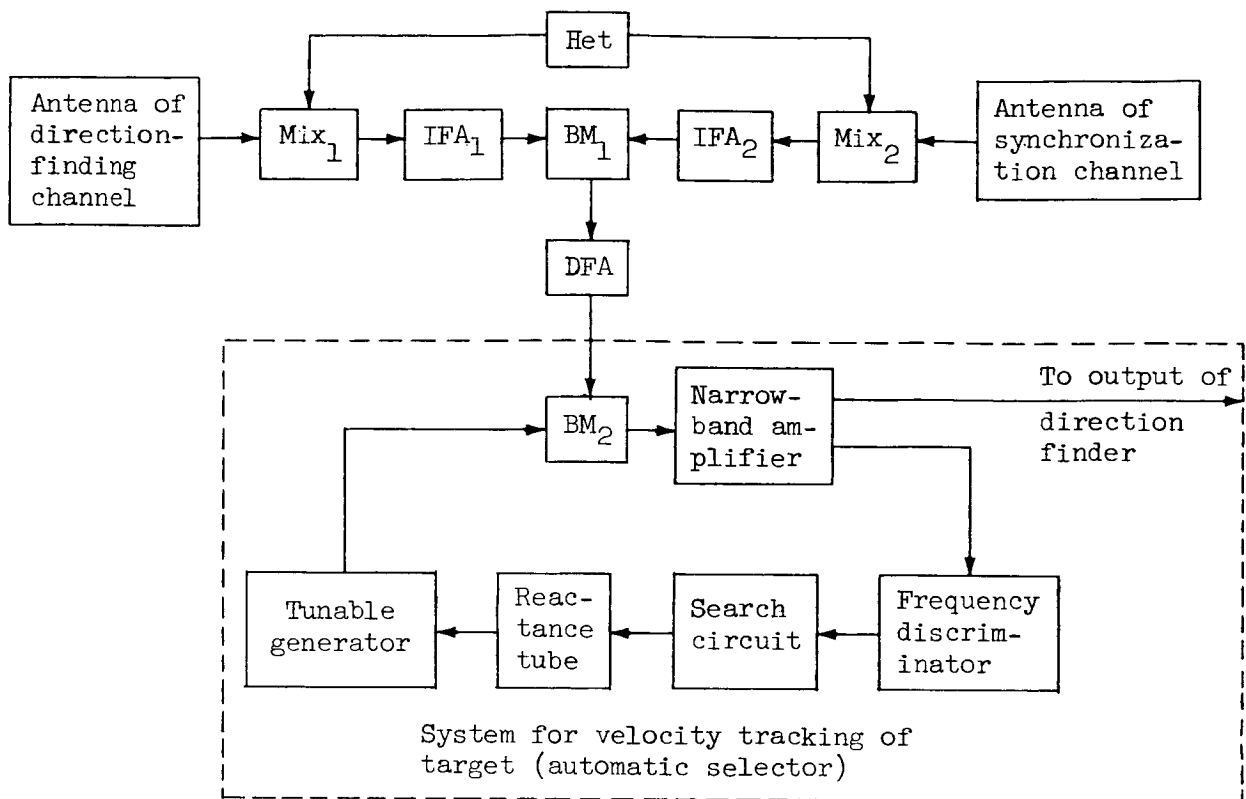 Het
Antenna of
direction-
finding
channel
Mix₁
IFA₁
BM₁
IFA₂
Mix₂
Antenna of
synchroniza-
tion channel
DFA
BM₂
Narrow-
band am-
plifier
To output of
direction
finder
Tunable
generator
Reac-
tance
tube
Search
circuit
Frequency
discrim-
inator
System for velocity tracking of
target (automatic selector)